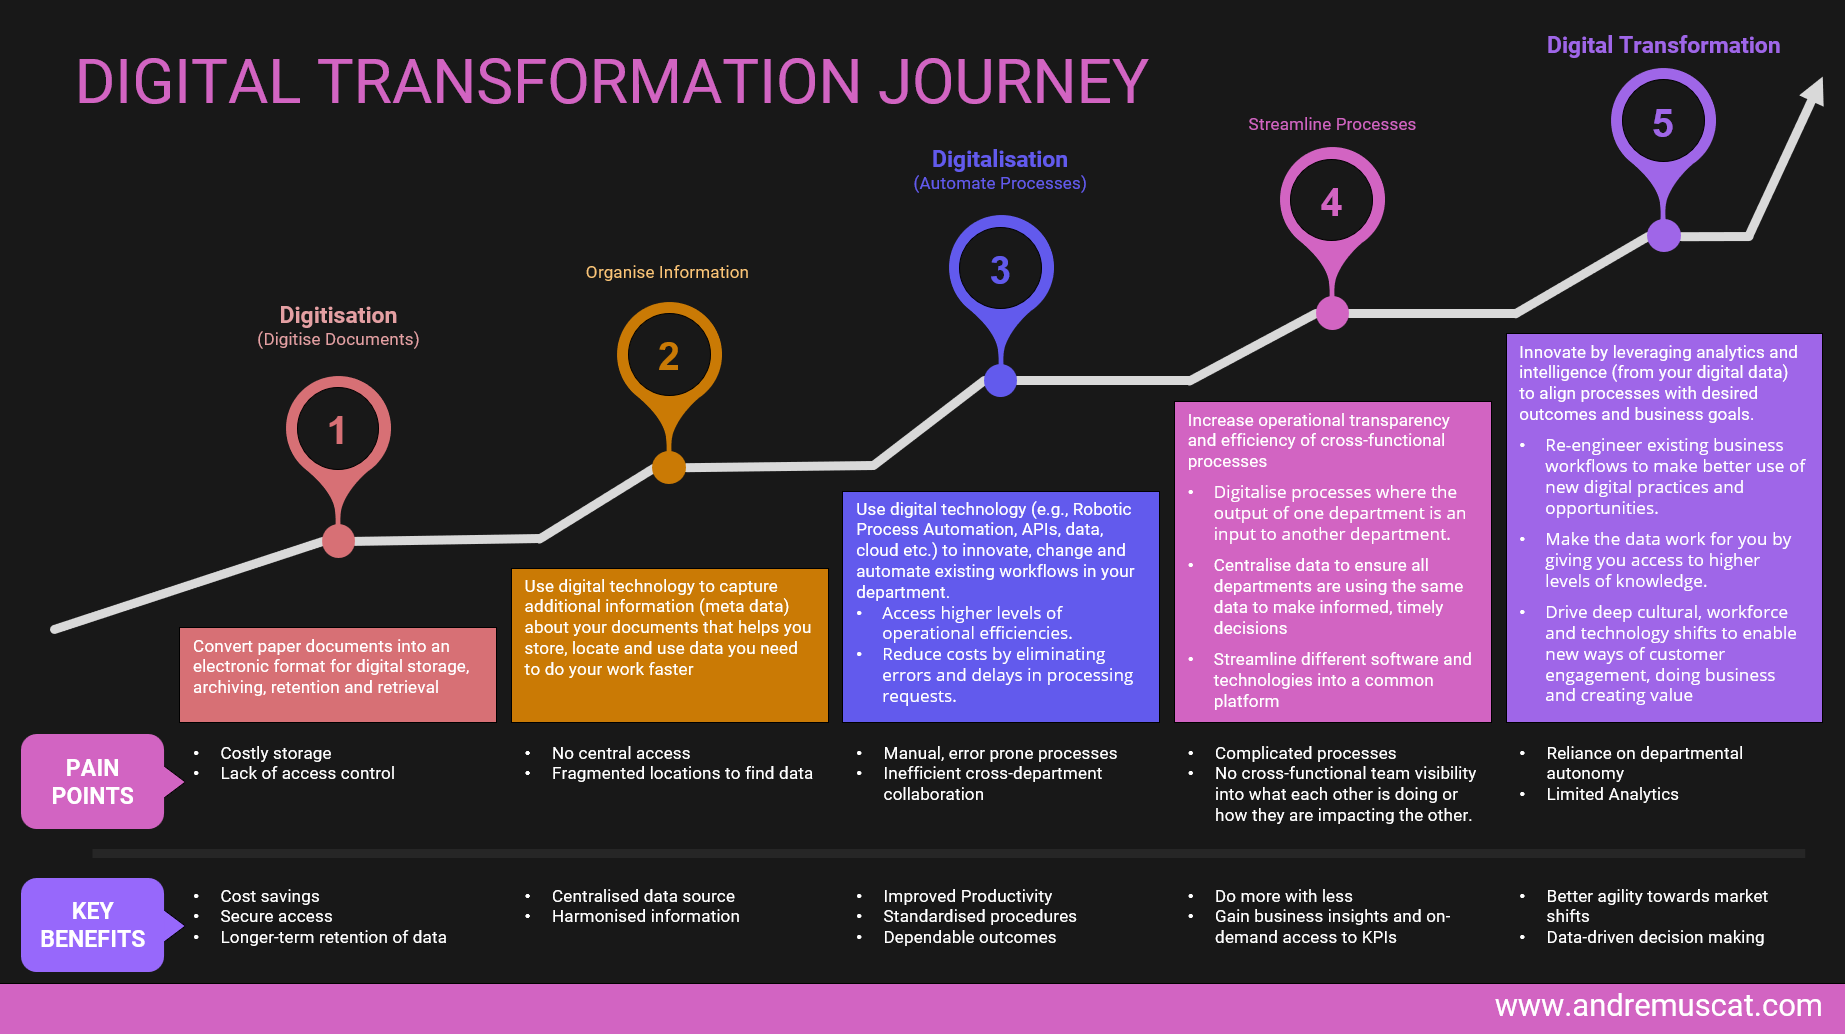 DIGITAL TRANSFORMATION JOURNEY
Digitisation
(Digitise Documents)
1
Convert paper documents into an
electronic format for digital storage,
archiving, retention and retrieval
Organise Information
2
Use digital technology to capture
additional information (meta data)
about your documents that helps you
store, locate and use data you need
to do your work faster
Digitalisation
(Automate Processes)
3
Use digital technology (e.g., Robotic
Process Automation, APIs, data,
cloud etc.) to innovate, change and
automate existing workflows in your
department.
• Access higher levels of
operational efficiencies.
• Reduce costs by eliminating
errors and delays in processing
requests.
Streamline Processes
4
Increase operational transparency
and efficiency of cross-functional
processes
• Digitalise processes where the
output of one department is an
input to another department.
• Centralise data to ensure all
departments are using the same
data to make informed, timely
decisions
• Streamline different software and
technologies into a common
platform
Digital Transformation
5
Innovate by leveraging analytics and
intelligence (from your digital data)
to align processes with desired
outcomes and business goals.
• Re-engineer existing business
workflows to make better use of
new digital practices and
opportunities.
• Make the data work for you by
giving you access to higher
levels of knowledge.
• Drive deep cultural, workforce
and technology shifts to enable
new ways of customer
engagement, doing business
and creating value
PAIN
POINTS
• Costly storage
• Lack of access control
• No central access
• Fragmented locations to find data
• Manual, error prone processes
• Inefficient cross-department
collaboration
• Complicated processes
• No cross-functional team visibility
into what each other is doing or
how they are impacting the other.
• Reliance on departmental
autonomy
• Limited Analytics
KEY
BENEFITS
• Cost savings
• Secure access
• Longer-term retention of data
• Centralised data source
• Harmonised information
• Improved Productivity
• Standardised procedures
• Dependable outcomes
• Do more with less
• Gain business insights and on-
demand access to KPIs
• Better agility towards market
shifts
• Data-driven decision making
www.andremuscat.com